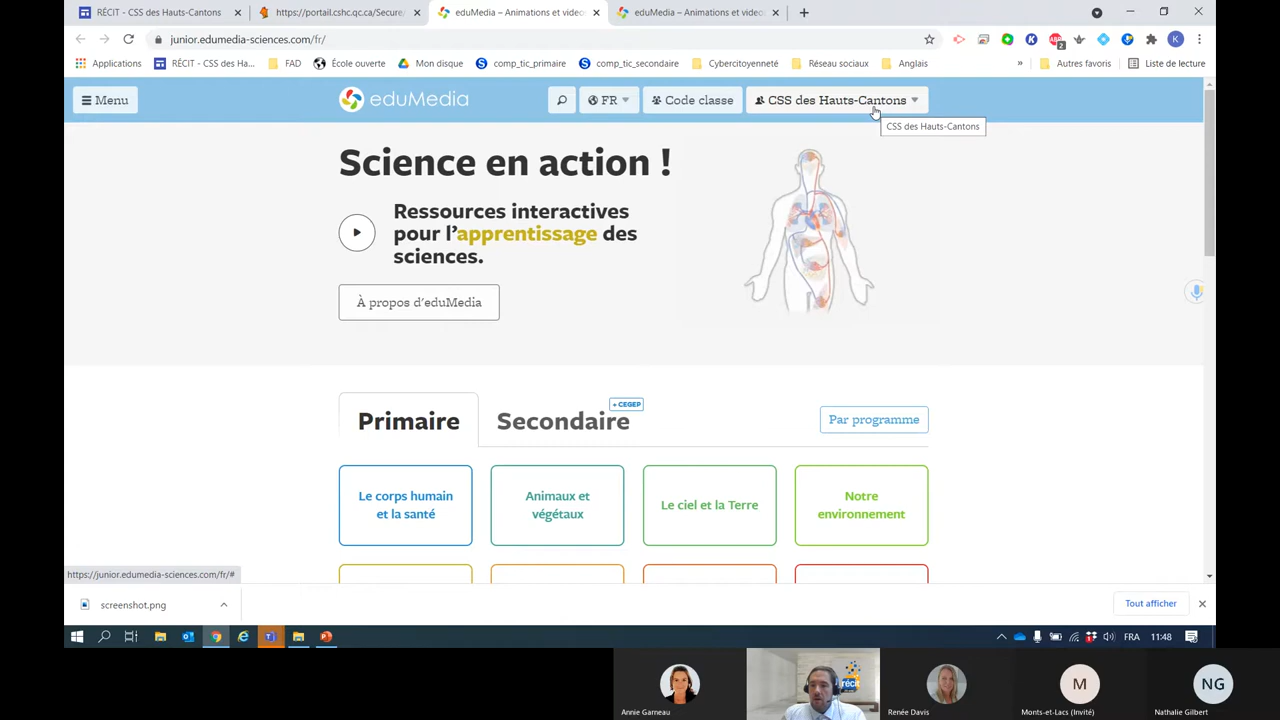 RÉCIT - CSS des Hauts-Cantons
https://portail.cshc.qc.ca/Secure/
eduMedia – Animations et video
eduMedia – Animations et video
junior.edumedia-sciences.com/fr/
2
K
Applications
RÉCIT - CSS des Ha...
FAD
École ouverte
Mon disque
comp_tic_primaire
comp_tic_secondaire
Cybercitoyenneté
Réseau sociaux
Anglais
»
Autres favoris
Liste de lecture
Menu
eduMedia
FR
Code classe
CSS des Hauts-Cantons
CSS des Hauts-Cantons
Science en action !
Ressources interactives
pour l'apprentissage des
sciences.
À propos d'eduMedia
Primaire
Secondaire
+ CEGEP
Par programme
Le corps humain
et la santé
Animaux et
végétaux
Le ciel et la Terre
Notre
environnement
https://junior.edumedia-sciences.com/fr/#
screenshot.png
Tout afficher
FRA
11:48
récit
M
NG
Annie Garneau
Renée Davis
Monts-et-Lacs (Invité)
Nathalie Gilbert